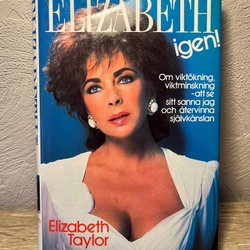 ELIZABETH
igen!
Om viktökning,
viktminskning
-att se
sitt sanna jag
och återvinna
självkänslan
Elizabeth
Taylor